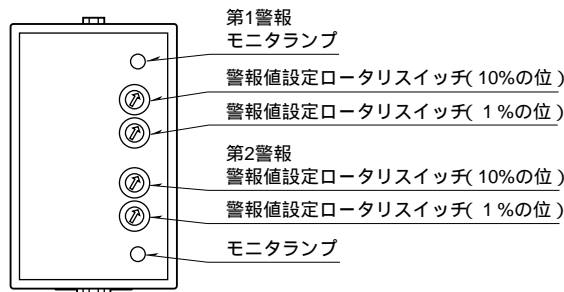 第1警報
モニタランプ
警報値設定ロータリスイッチ(10%の位)
警報値設定ロータリスイッチ( 1%の位)
第2警報
警報値設定ロータリスイッチ(10%の位)
警報値設定ロータリスイッチ( 1%の位)
モニタランプ